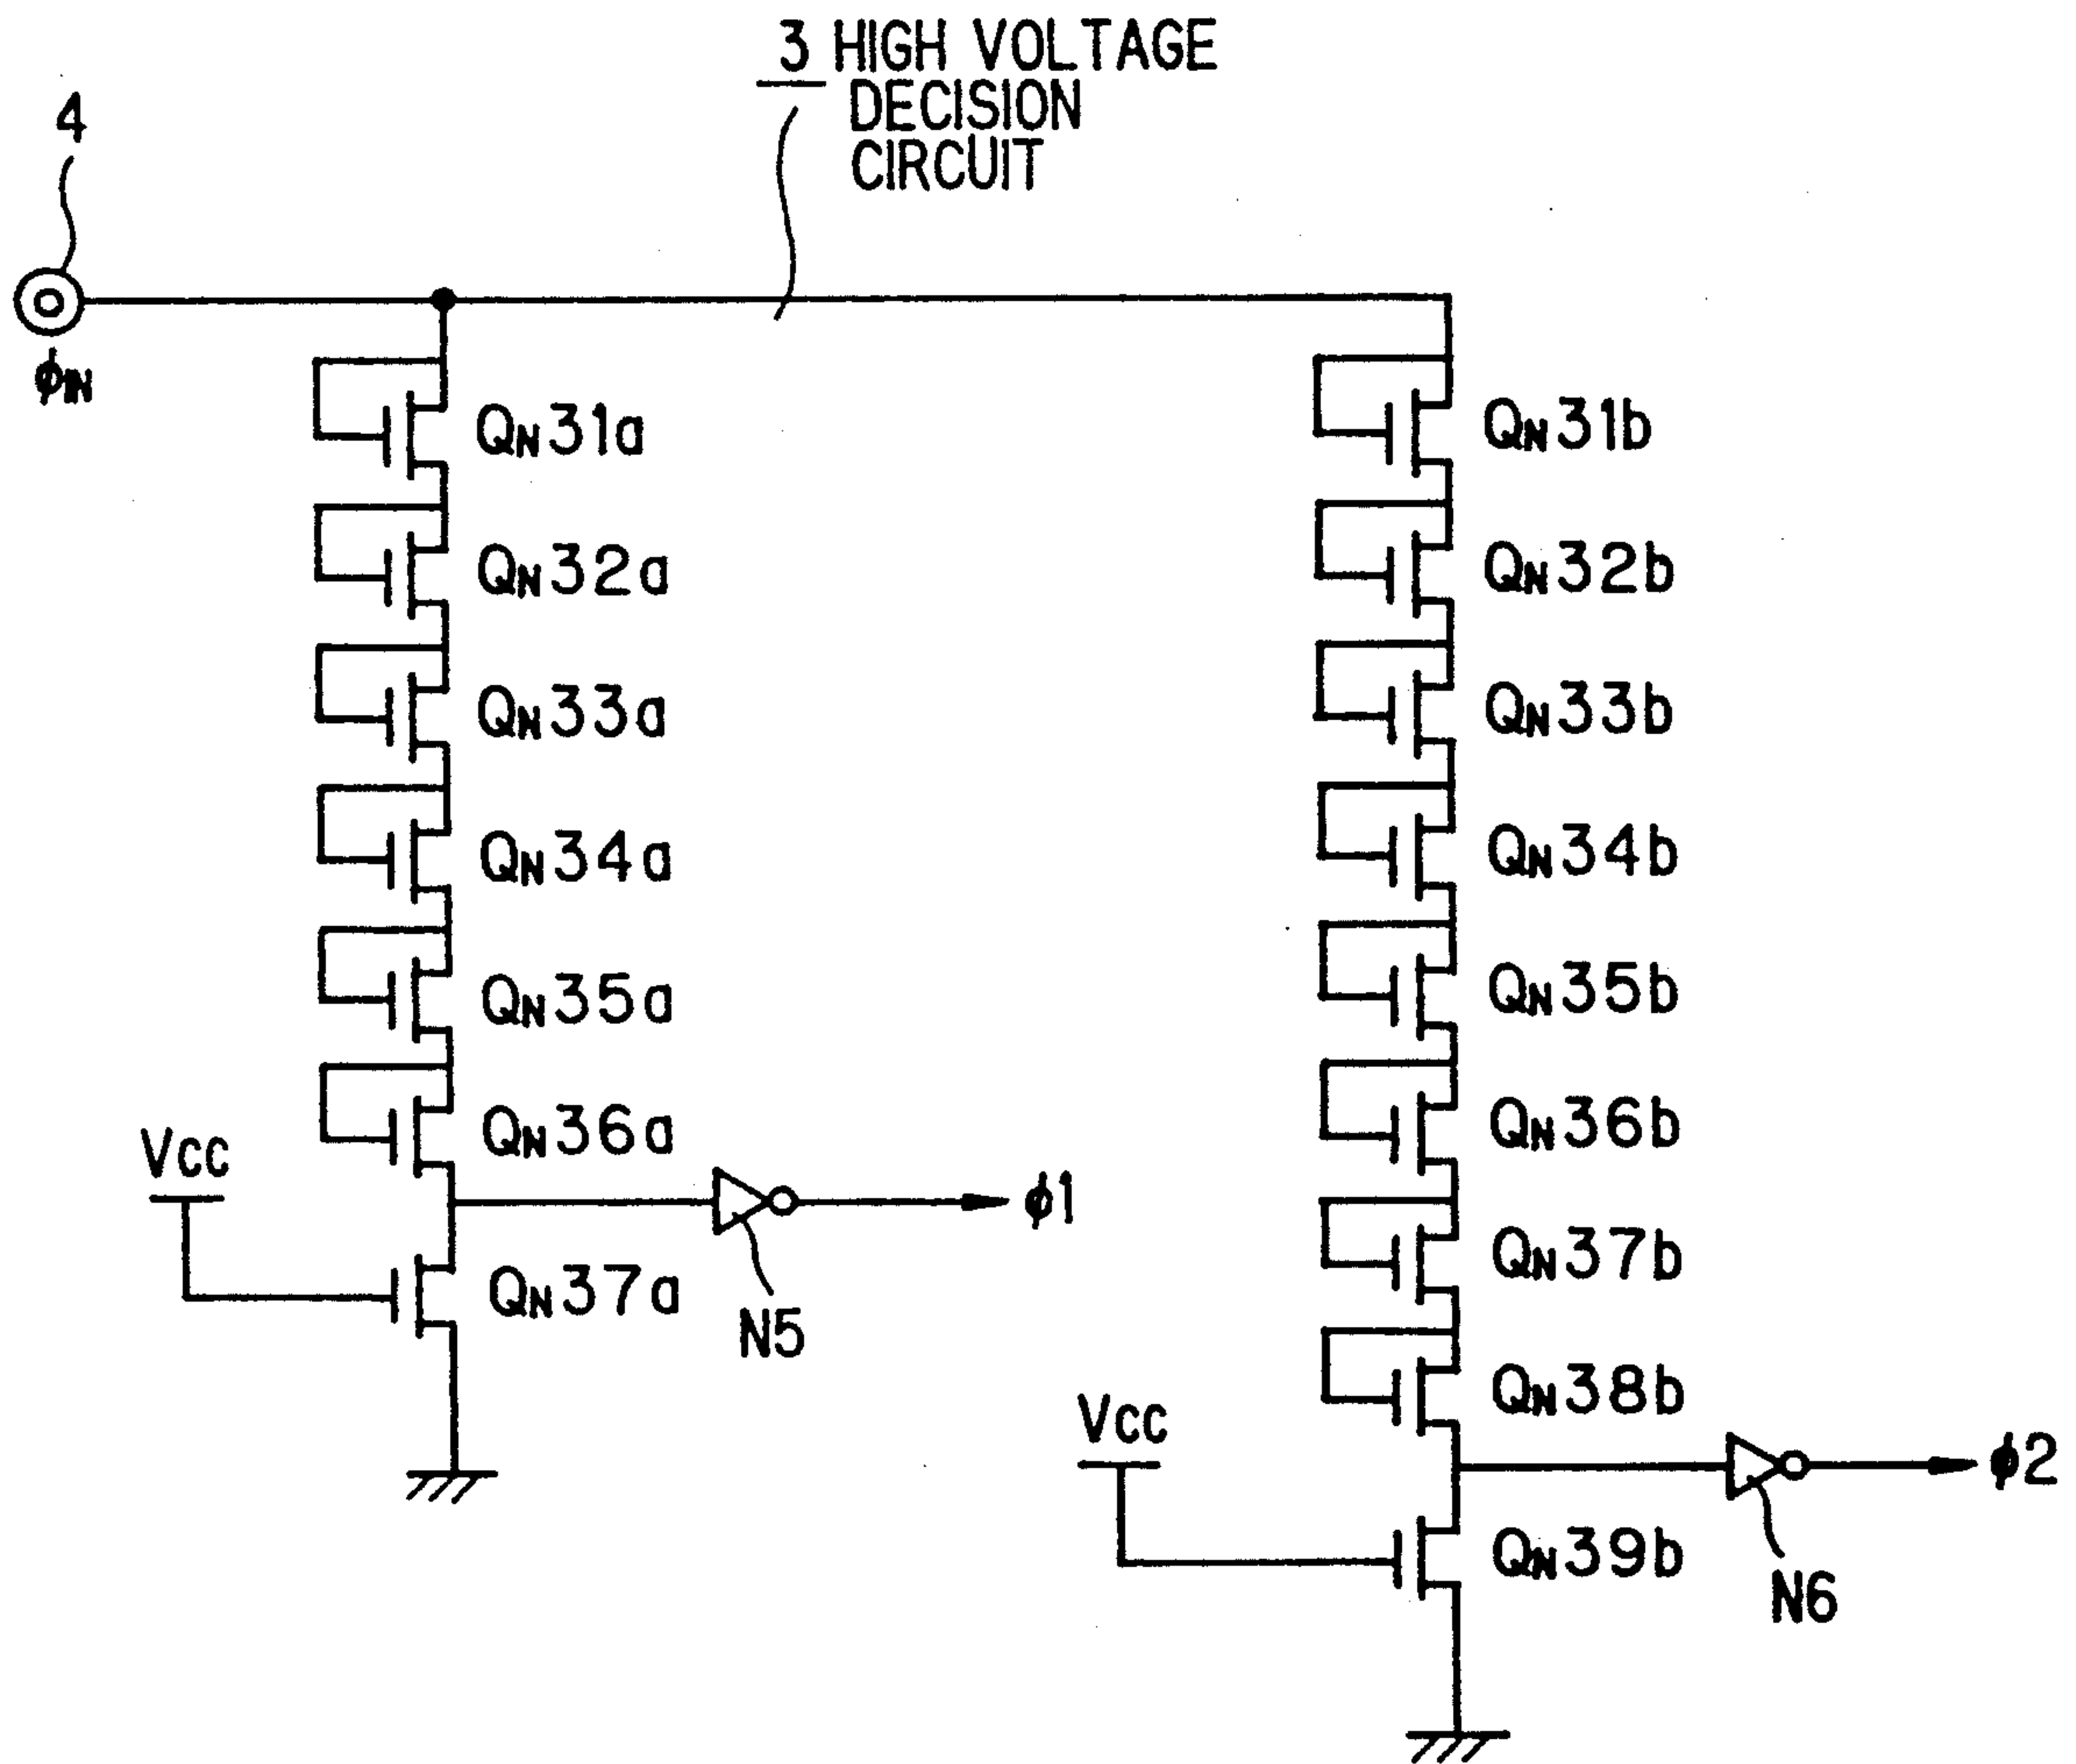 3 HIGH VOLTAGE
DECISION
CIRCUIT
4
ϕIN
QN31a
QN31b
QN32a
QN32b
QN33a
QN33b
QN34a
QN34b
QN35a
QN35b
QN36a
QN36b
VCC
ϕ1
QN37a
QN37b
N5
QN38b
VCC
ϕ2
QN39b
N6